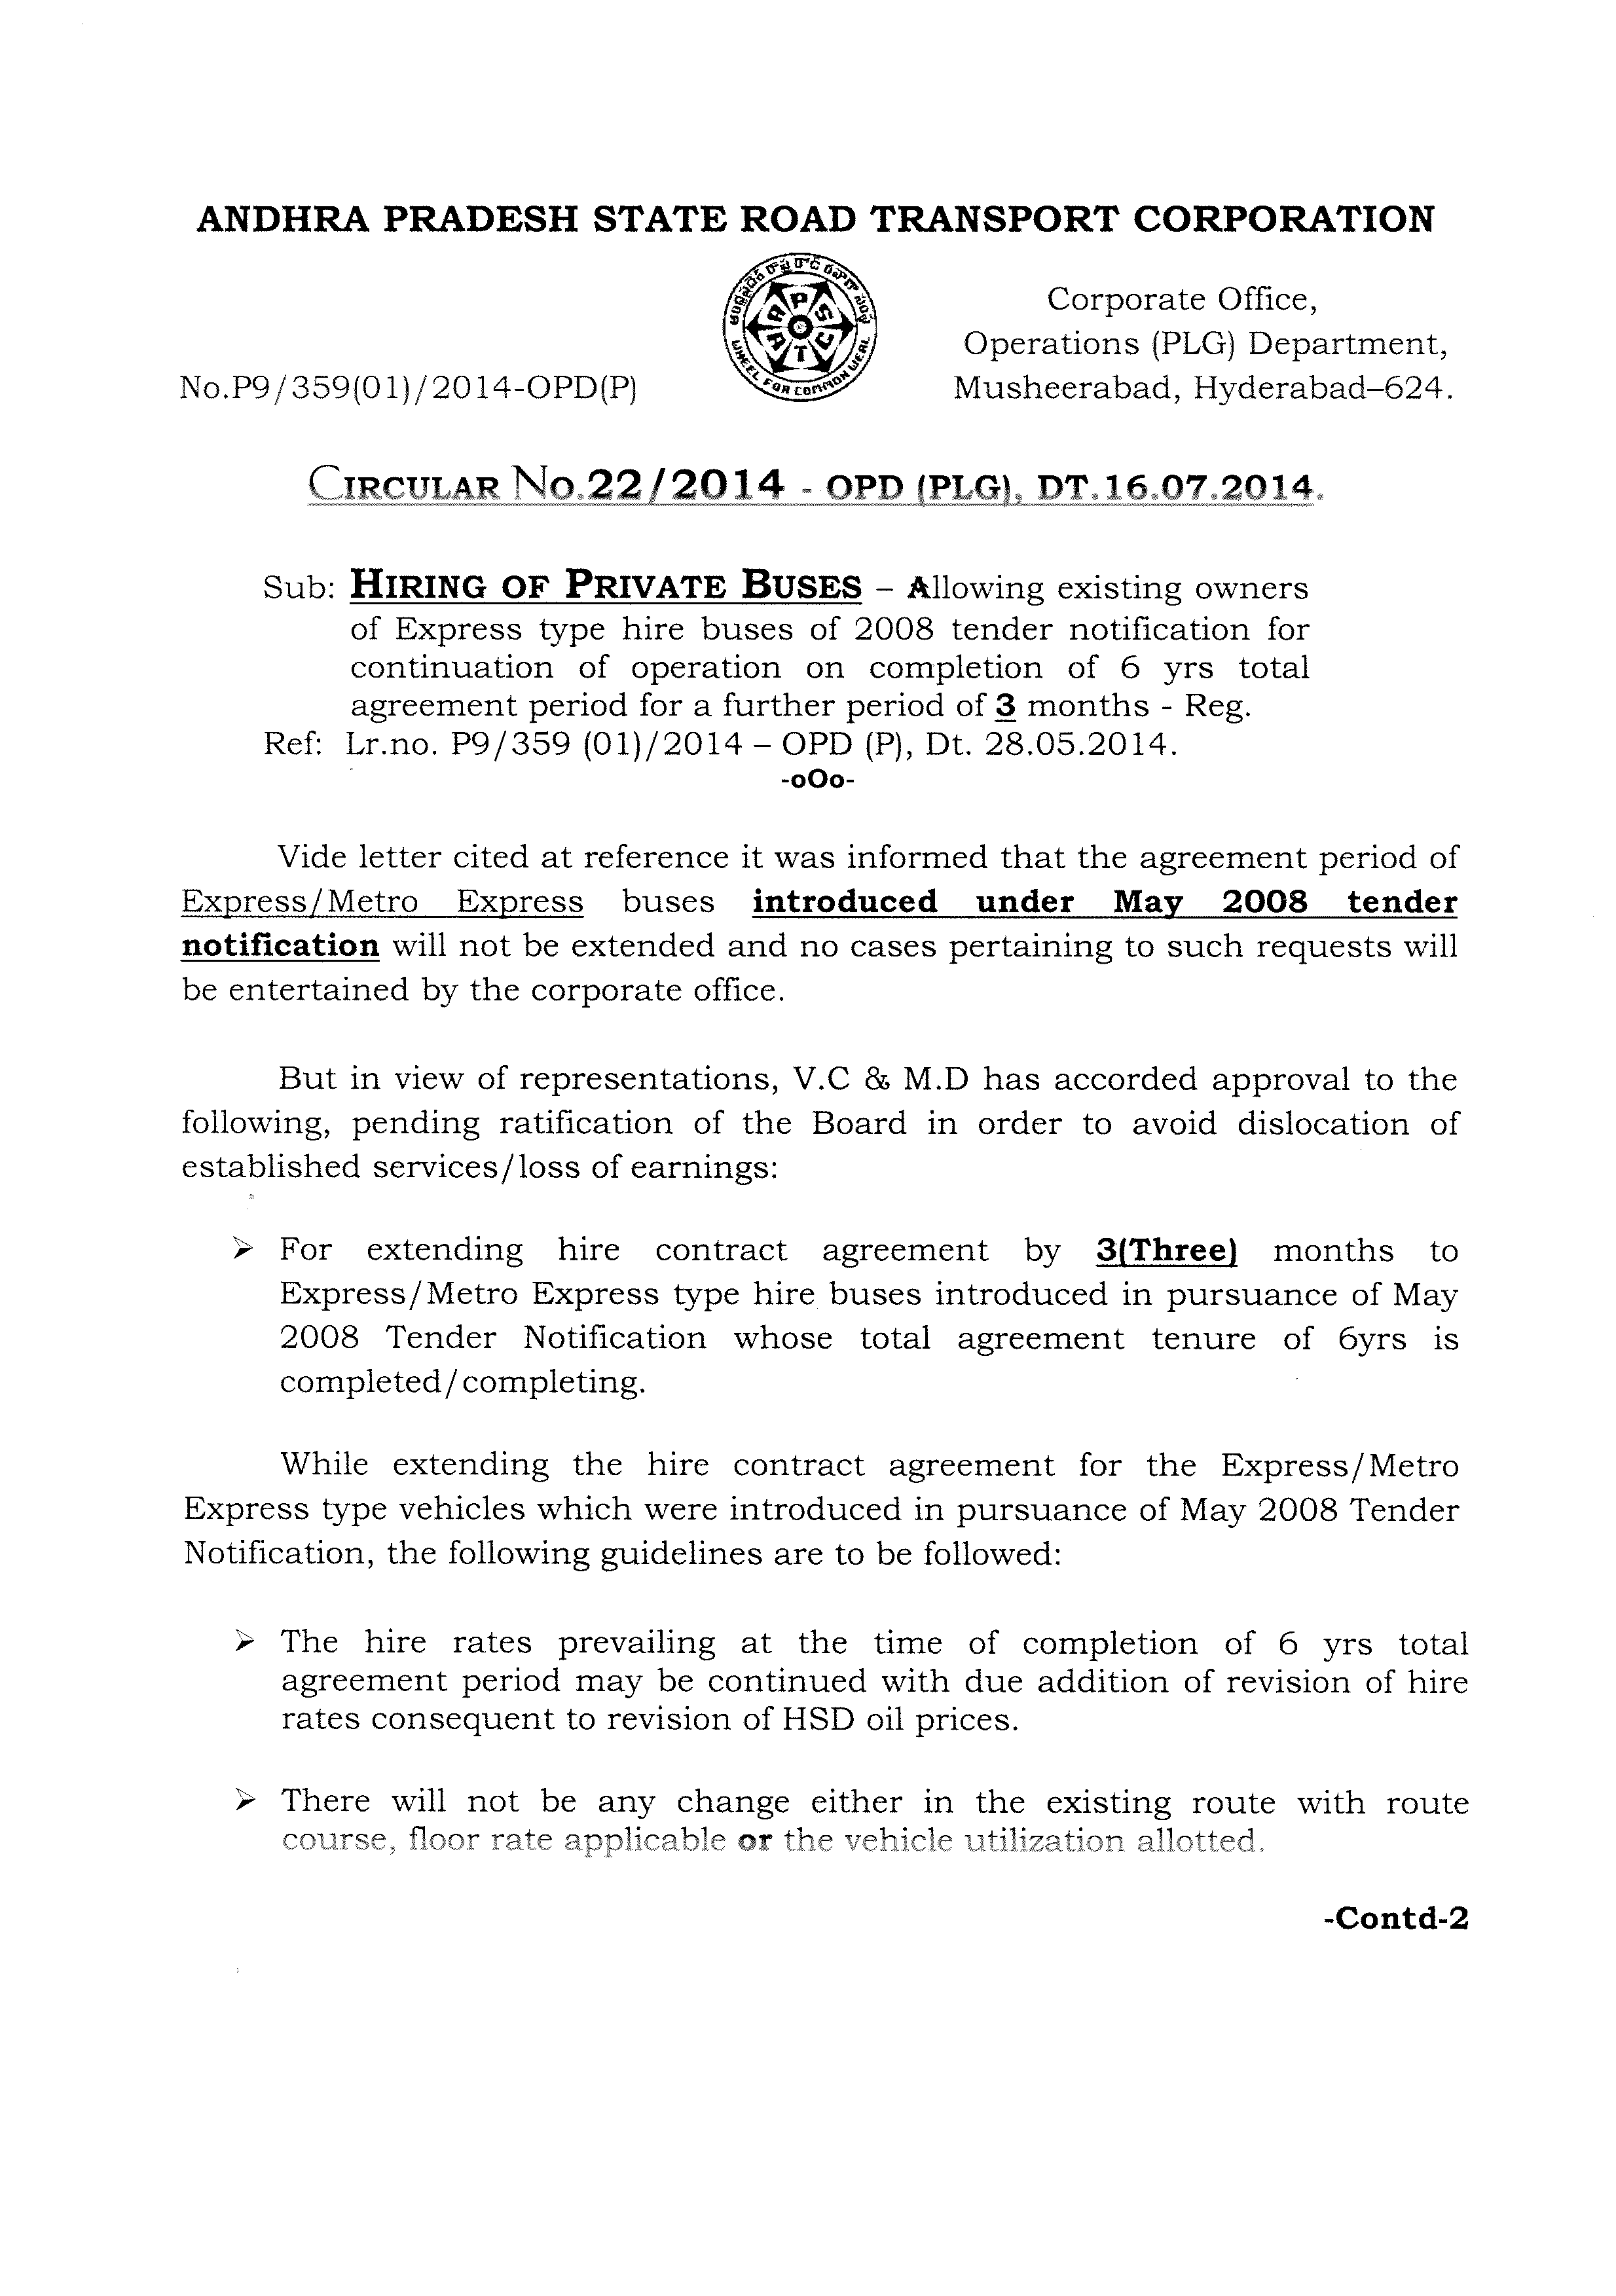 ANDHRA PRADESH STATE ROAD TRANSPORT CORPORATION
APSRTC
WHEEL FOR COMMON WEAL
Corporate Office,
Operations (PLG) Department,
No.P9/359(01)/2014-OPD(P)
Musheerabad, Hyderabad–624.
CIRCULAR NO.22/2014 - OPD (PLG), DT.16.07.2014.
Sub: HIRING OF PRIVATE BUSES – Allowing existing owners
of Express type hire buses of 2008 tender notification for
continuation of operation on completion of 6 yrs total
agreement period for a further period of 3 months - Reg.
Ref: Lr.no. P9/359 (01)/2014 – OPD (P), Dt. 28.05.2014.
-oOo-
Vide letter cited at reference it was informed that the agreement period of
Express/Metro Express buses introduced under May 2008 tender
notification will not be extended and no cases pertaining to such requests will
be entertained by the corporate office.
But in view of representations, V.C & M.D has accorded approval to the
following, pending ratification of the Board in order to avoid dislocation of
established services/loss of earnings:
➢ For extending hire contract agreement by 3(Three) months to
Express/Metro Express type hire buses introduced in pursuance of May
2008 Tender Notification whose total agreement tenure of 6yrs is
completed/completing.
While extending the hire contract agreement for the Express/Metro
Express type vehicles which were introduced in pursuance of May 2008 Tender
Notification, the following guidelines are to be followed:
➢ The hire rates prevailing at the time of completion of 6 yrs total
agreement period may be continued with due addition of revision of hire
rates consequent to revision of HSD oil prices.
➢ There will not be any change either in the existing route with route
course, floor rate applicable or the vehicle utilization allotted.
-Contd-2